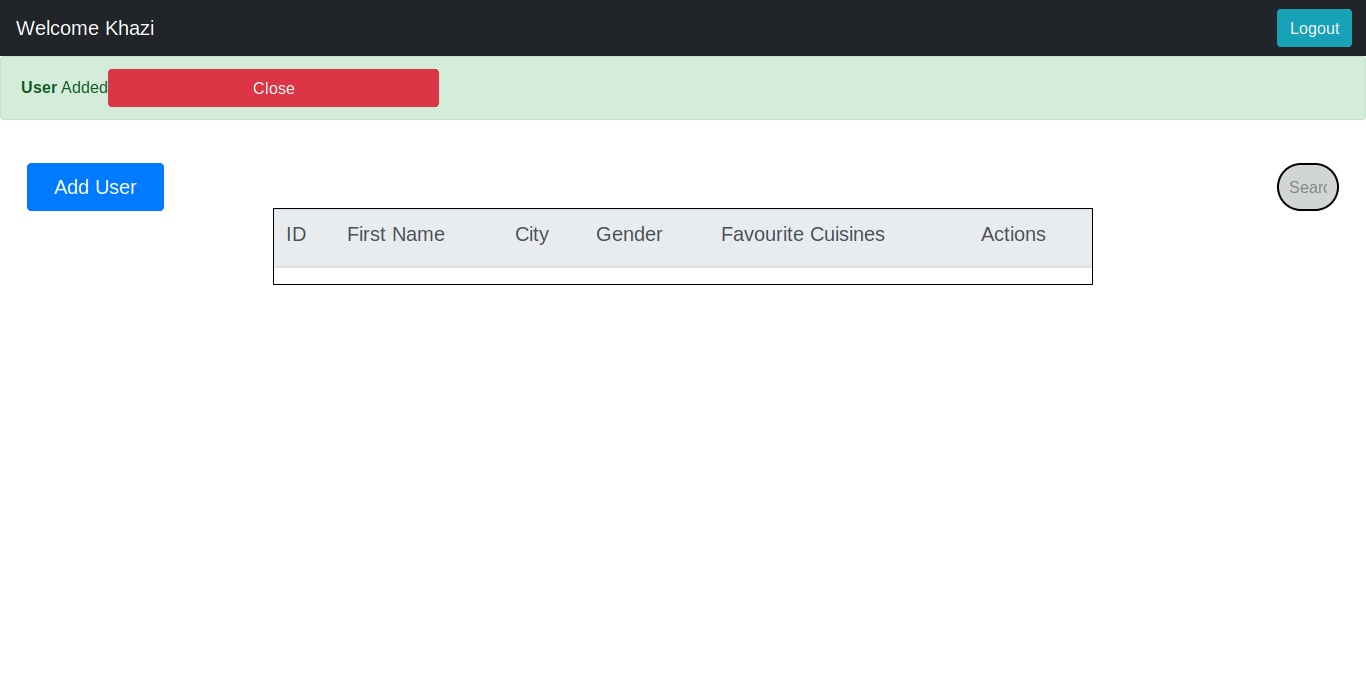 Welcome Khazi
Logout
User Added
Close
Add User
Searc
ID First Name City Gender Favourite Cuisines Actions